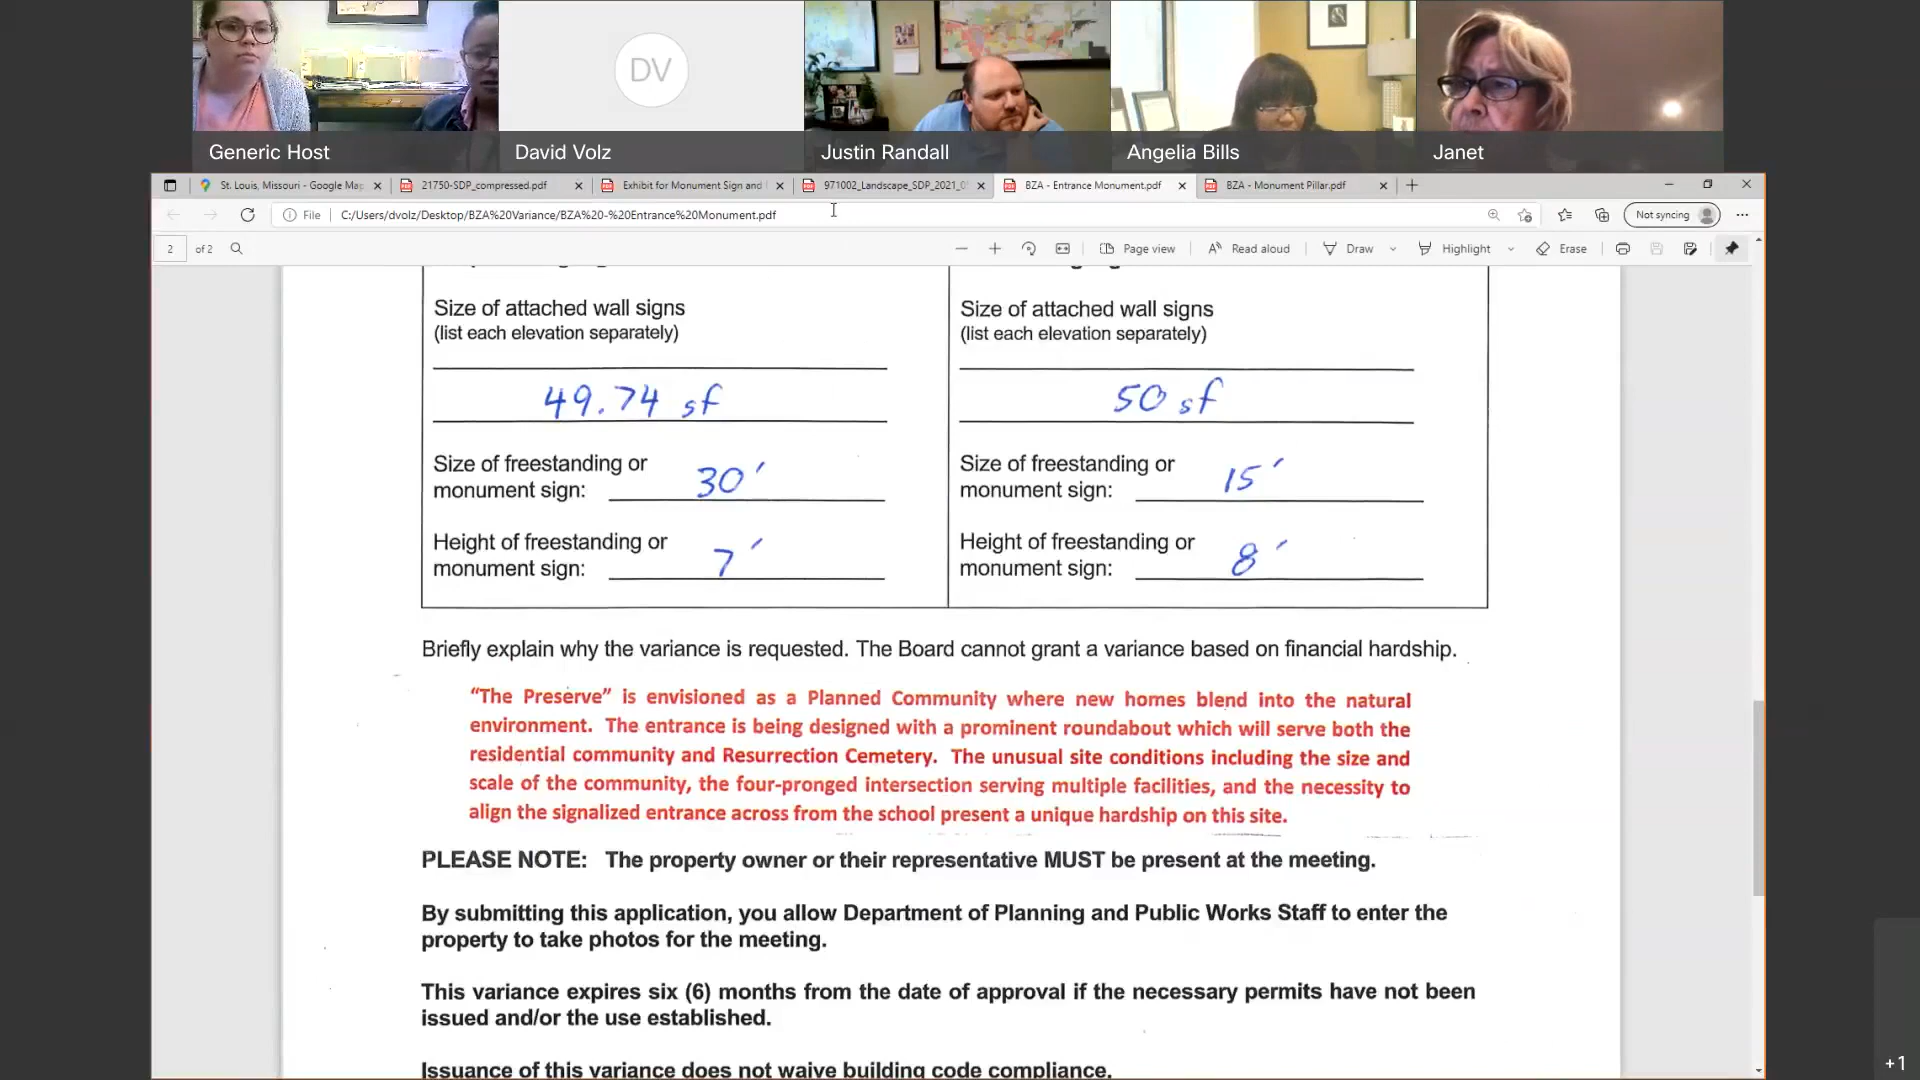 DV
Generic Host
David Volz
Justin Randall
Angelia Bills
Janet
St. Louis, Missouri - Google Map
21750-SDP_compressed.pdf
Exhibit for Monument Sign and
971002_Landscape_SDP_2021_0
BZA - Entrance Monument.pdf
BZA - Monument Pillar.pdf
File
C:/Users/dvolz/Desktop/BZA%20Variance/BZA%20-%20Entrance%20Monument.pdf
Not syncing
2 of 2
Page view
Read aloud
Draw
Highlight
Erase
Size of attached wall signs
(list each elevation separately)
49.74 sf
Size of freestanding or
monument sign: 30'
Height of freestanding or
monument sign: 7'
Size of attached wall signs
(list each elevation separately)
50 sf
Size of freestanding or
monument sign: 15'
Height of freestanding or
monument sign: 8'
Briefly explain why the variance is requested. The Board cannot grant a variance based on financial hardship.
“The Preserve” is envisioned as a Planned Community where new homes blend into the natural
environment. The entrance is being designed with a prominent roundabout which will serve both the
residential community and Resurrection Cemetery. The unusual site conditions including the size and
scale of the community, the four-pronged intersection serving multiple facilities, and the necessity to
align the signalized entrance across from the school present a unique hardship on this site.
PLEASE NOTE: The property owner or their representative MUST be present at the meeting.
By submitting this application, you allow Department of Planning and Public Works Staff to enter the
property to take photos for the meeting.
This variance expires six (6) months from the date of approval if the necessary permits have not been
issued and/or the use established.
Issuance of this variance does not waive building code compliance.
+1